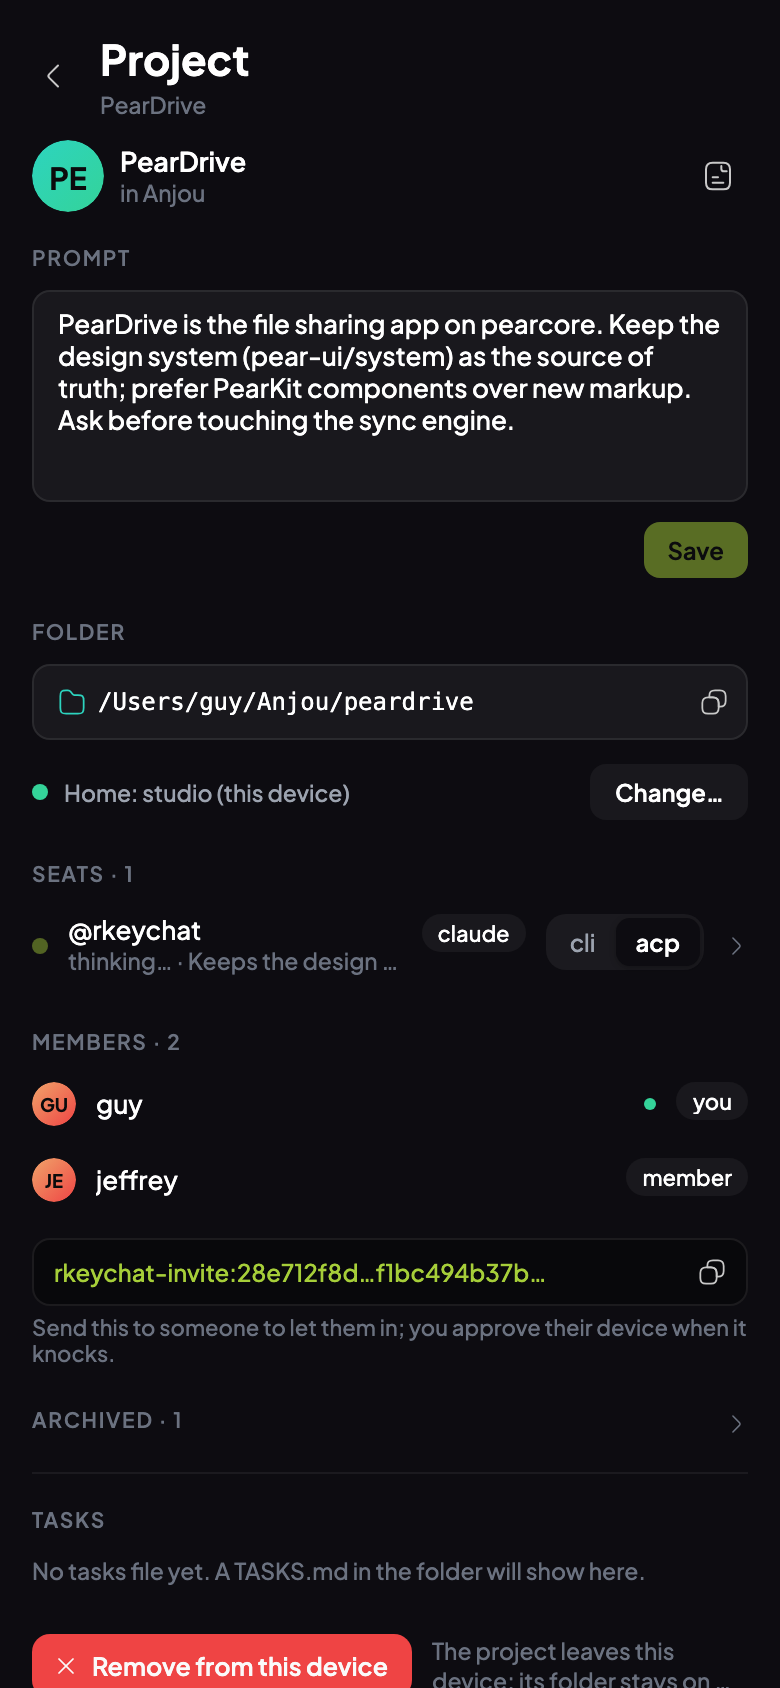 Project
PearDrive
PE
PearDrive
in Anjou
PROMPT
PearDrive is the file sharing app on pearcore. Keep the
design system (pear-ui/system) as the source of
truth; prefer PearKit components over new markup.
Ask before touching the sync engine.
Save
FOLDER
/Users/guy/Anjou/peardrive
Home: studio (this device)
Change…
SEATS · 1
@rkeychat
thinking… · Keeps the design …
claude
cli
acp
MEMBERS · 2
GU
guy
you
JE
jeffrey
member
rkeychat-invite:28e712f8d…f1bc494b37b…
Send this to someone to let them in; you approve their device when it
knocks.
ARCHIVED · 1
TASKS
No tasks file yet. A TASKS.md in the folder will show here.
Remove from this device
The project leaves this
device; its folder stays on …